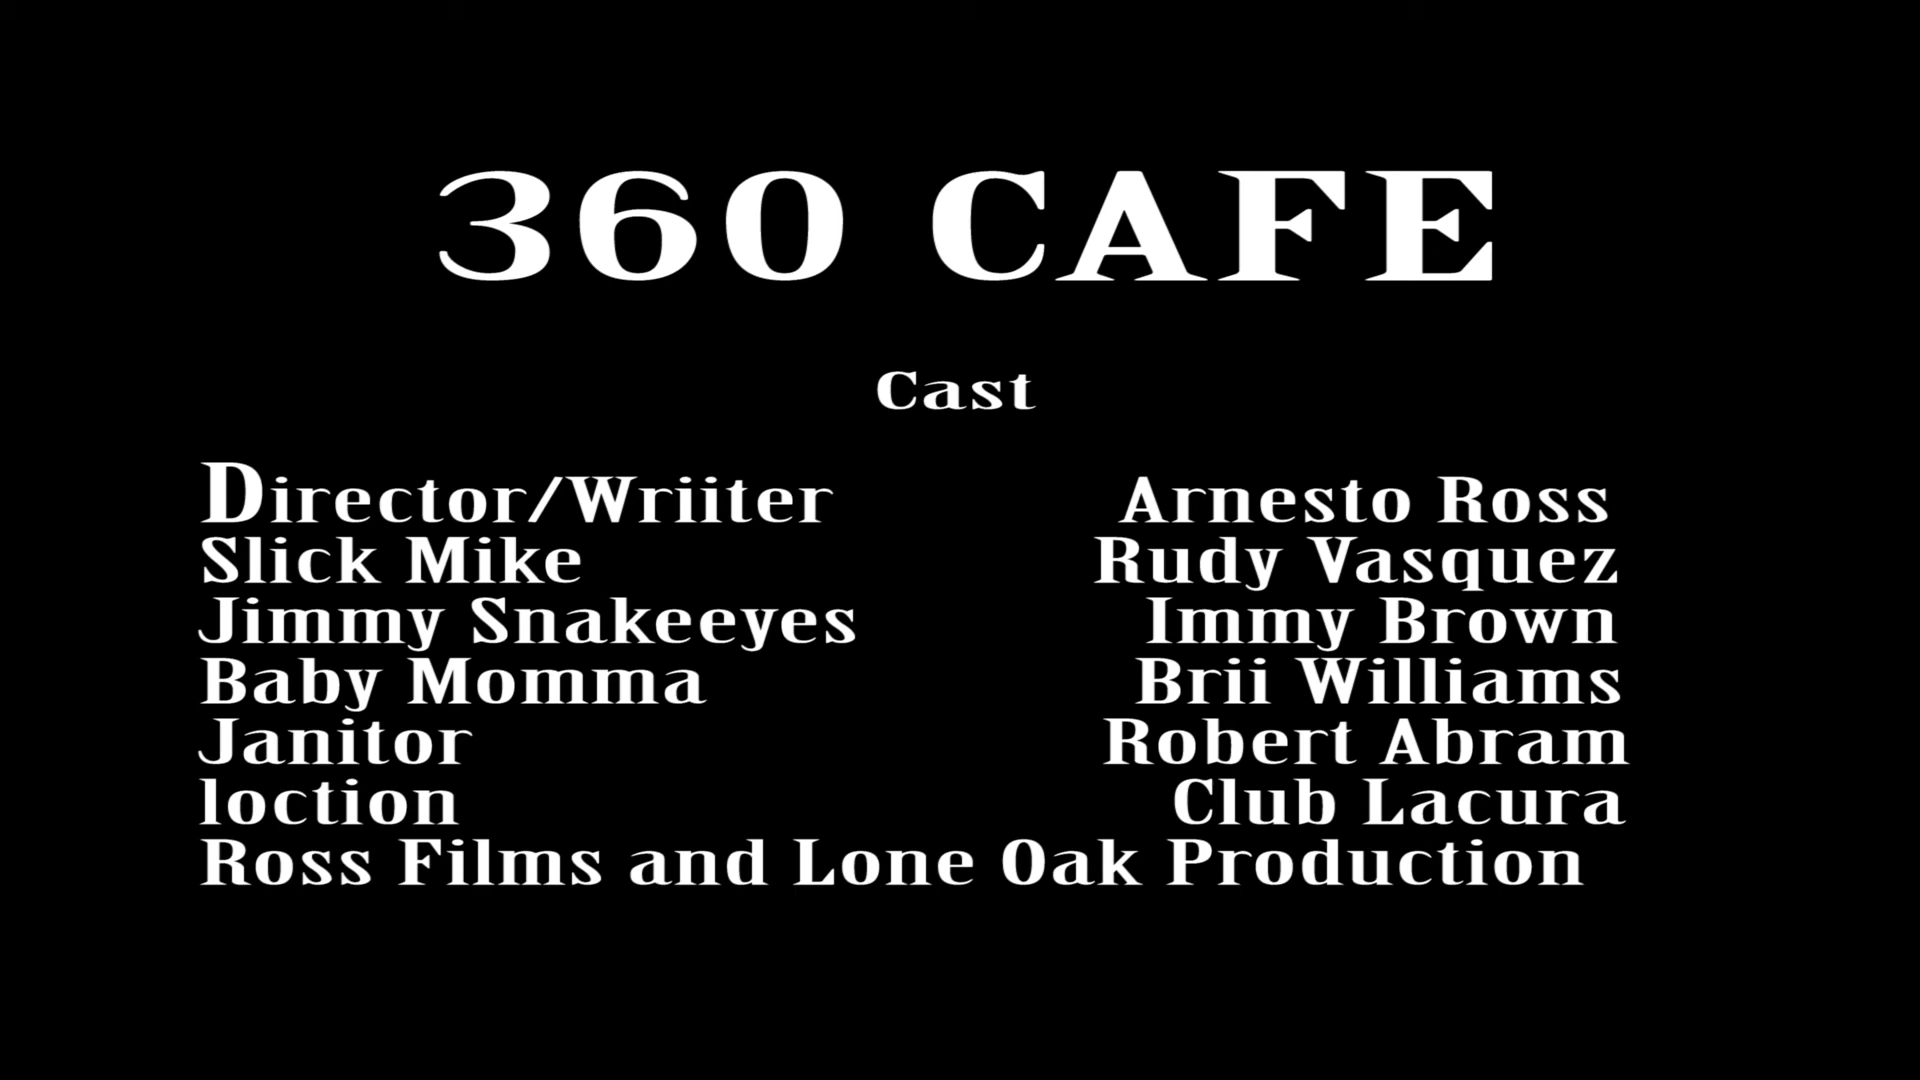 360 CAFE
Cast
Director/Wriiter Arnesto Ross
Slick Mike Rudy Vasquez
Jimmy Snakeeyes Immy Brown
Baby Momma Brii Williams
Janitor Robert Abram
loction Club Lacura
Ross Films and Lone Oak Production